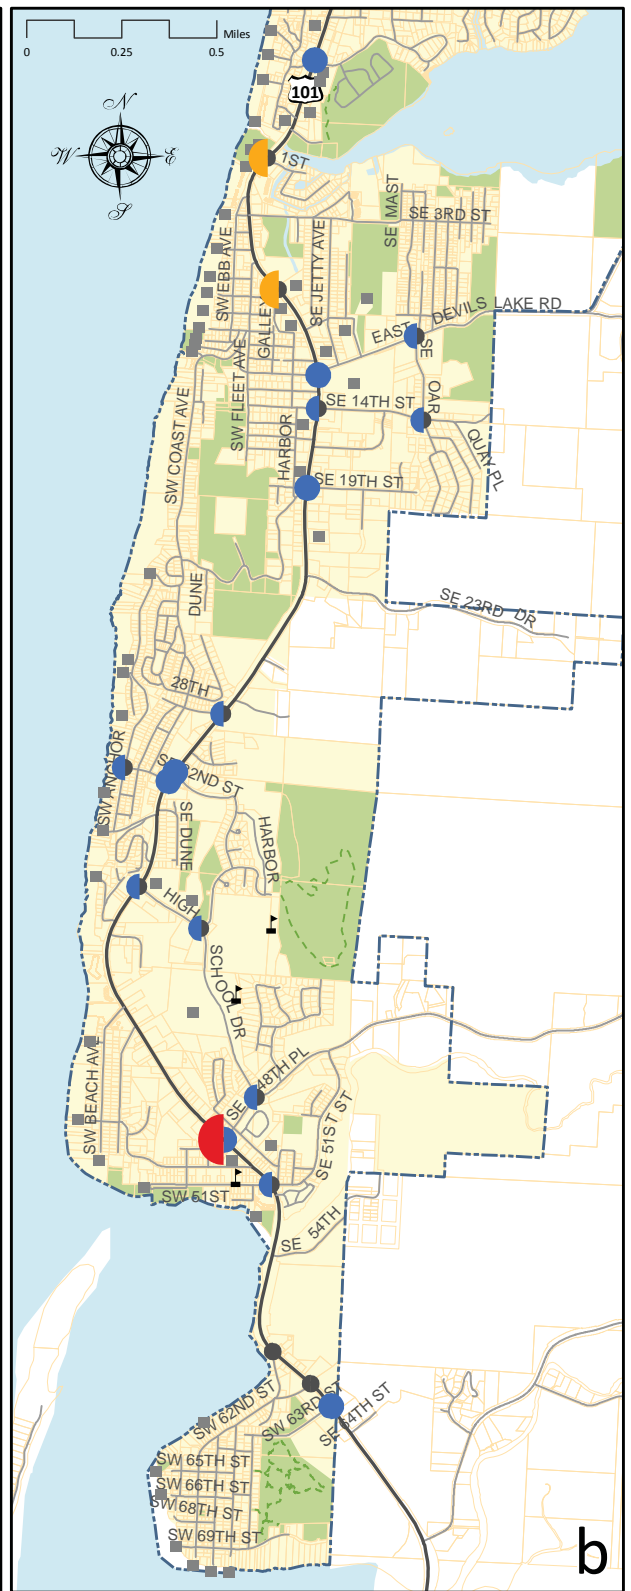 Miles
0 0.25 0.5
N
W E
S
101
1ST
SE MAST
SE 3RD ST
SW EBB AVE
SE JETTY AVE
GALLEY
EAST DEVILS LAKE RD
SE OAR
SW FLEET AVE
SW COAST AVE
HARBOR
SE 14TH ST
QUAY PL
SE 19TH ST
DUNE
SE 23RD DR
28TH
SW ANCHOR
SE 32ND ST
SE DUNE
HARBOR
HIGH SCHOOL DR
SW BEACH AVE
SE 48TH PL
SE 51ST ST
SW 51ST
SE 54TH
SW 62ND ST
SW 63RD ST
SE 64TH ST
SW 65TH ST
SW 66TH ST
SW 68TH ST
SW 69TH ST
b